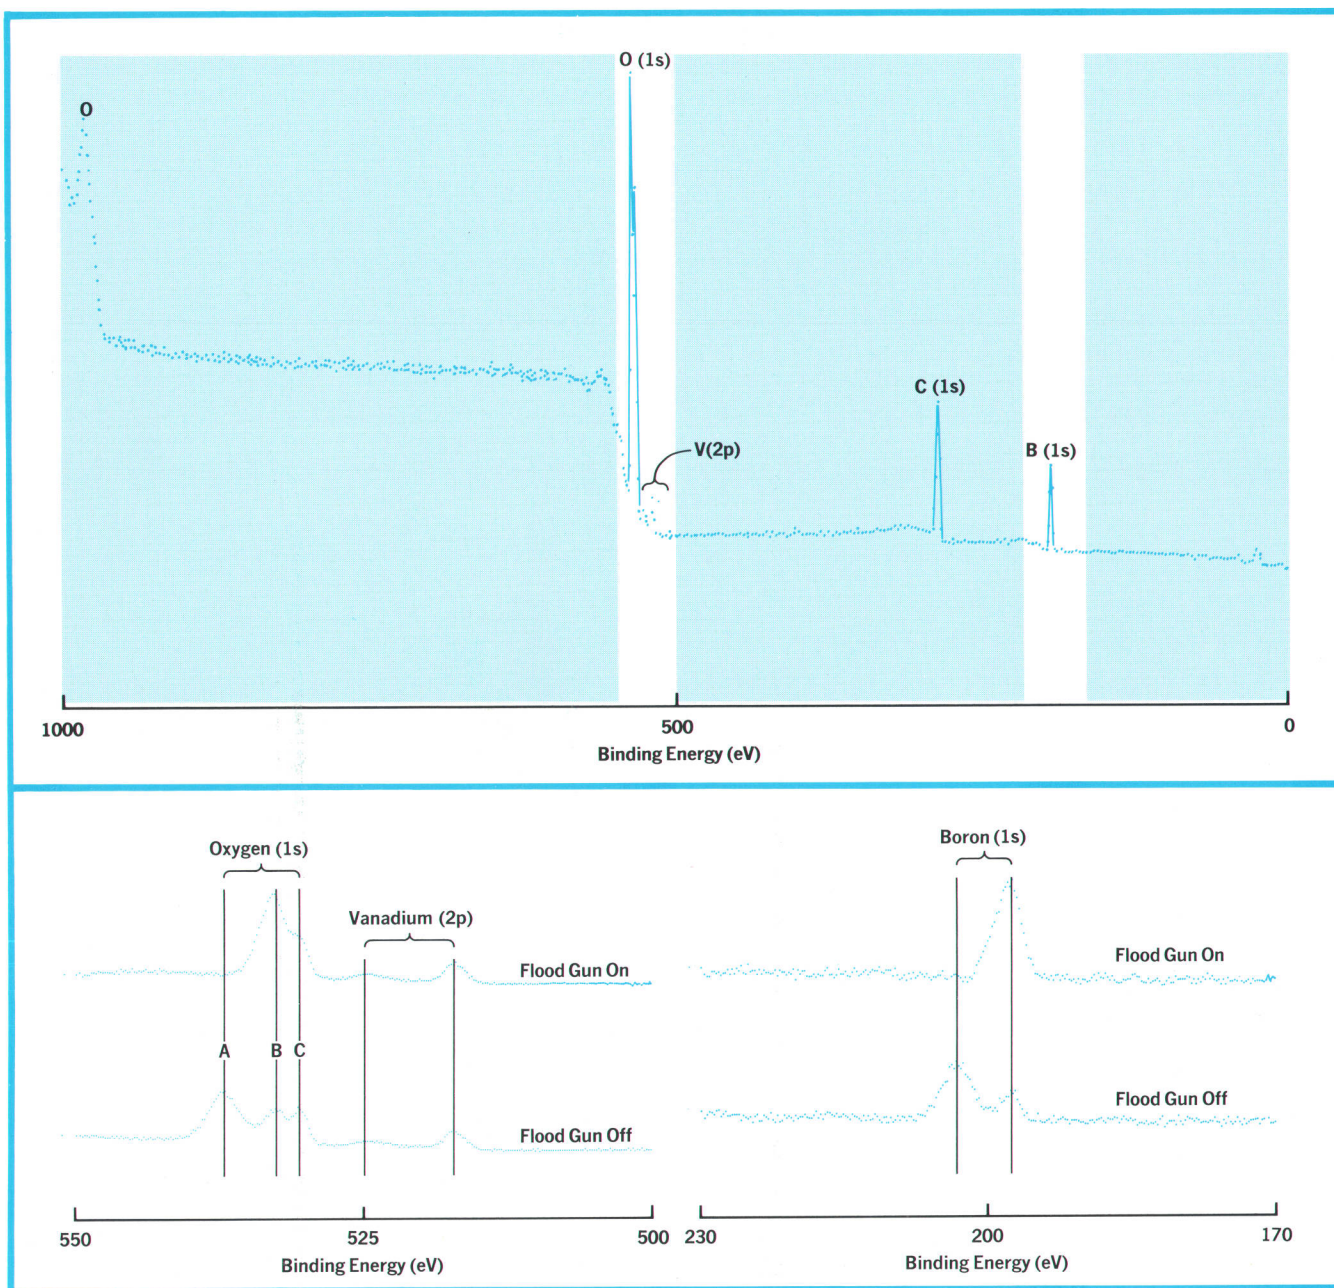 O (1s)
O
C (1s)
V(2p)
B (1s)
1000
500
0
Binding Energy (eV)
Oxygen (1s)
Boron (1s)
Vanadium (2p)
Flood Gun On
Flood Gun On
A
B
C
Flood Gun Off
Flood Gun Off
550
525
500
230
200
170
Binding Energy (eV)
Binding Energy (eV)